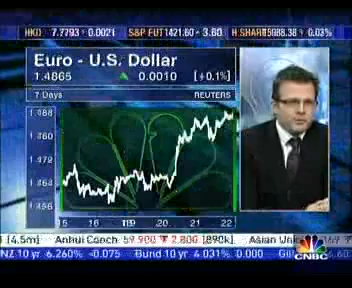 HKD 7.7793 ▲ 0.0021 S&P FUT 1421.60 + 3.80 H SHAR 15088.38 0.03%
Euro - U.S. Dollar
1.4865 ▲ 0.0010 [+0.1%]
7 Days REUTERS
1.488
1.480
1.472
1.464
1.456
15 16 19 20 21 22
[4.5m] Anhui Conch 59.900 ▼ 2.800 [890k] Asian
NZ 10 yr. 6.260% -0.075 Bund 10 yr. 4.031% 0.000
CNBC